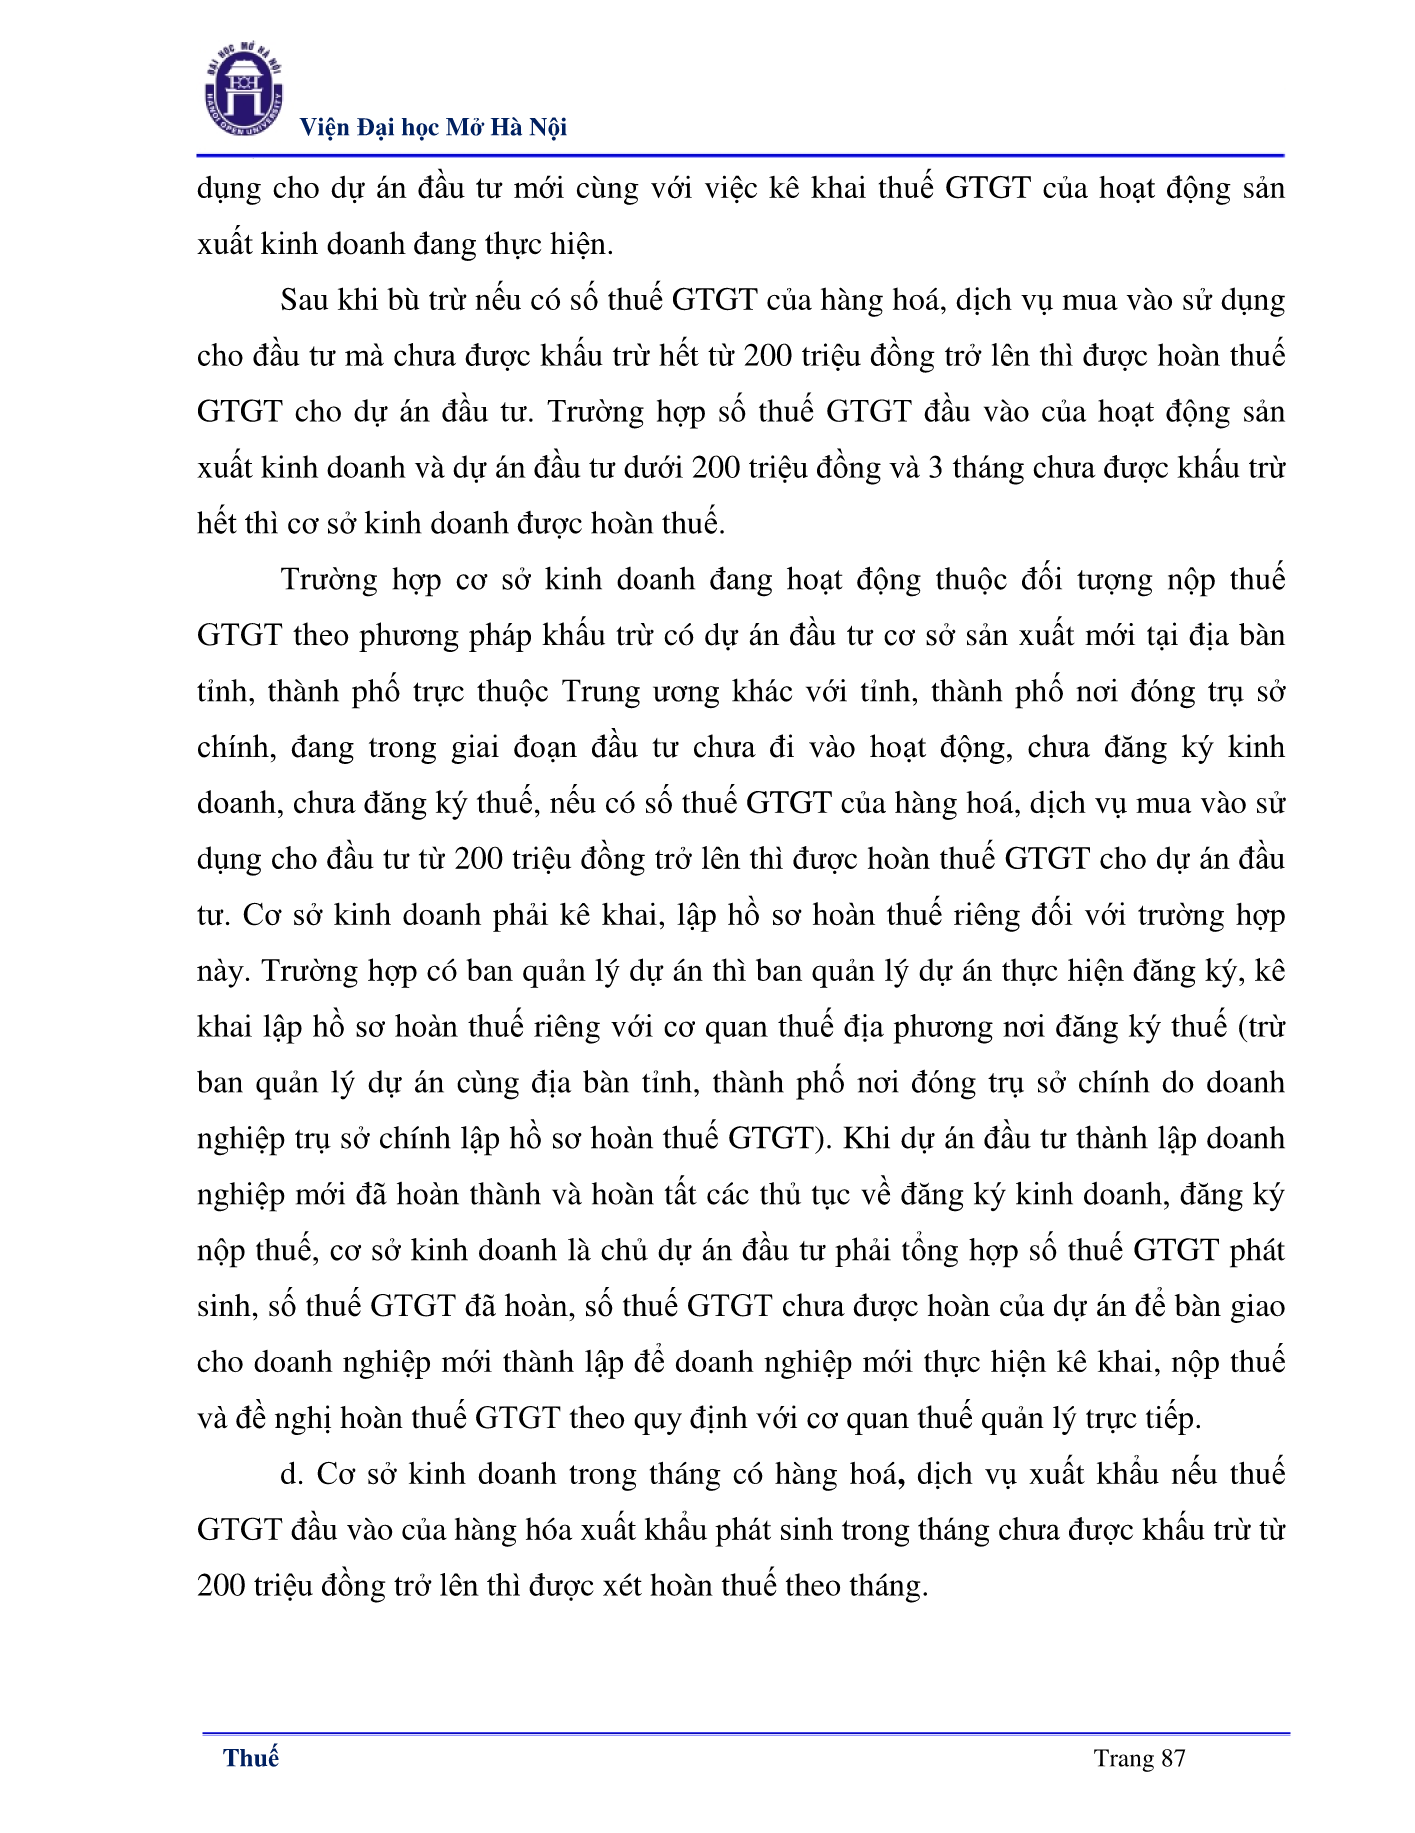 ĐẠI HỌC MỞ HÀ NỘI
HANOI OPEN UNIVERSITY
Viện Đại học Mở Hà Nội
dụng cho dự án đầu tư mới cùng với việc kê khai thuế GTGT của hoạt động sản
xuất kinh doanh đang thực hiện.
Sau khi bù trừ nếu có số thuế GTGT của hàng hoá, dịch vụ mua vào sử dụng
cho đầu tư mà chưa được khấu trừ hết từ 200 triệu đồng trở lên thì được hoàn thuế
GTGT cho dự án đầu tư. Trường hợp số thuế GTGT đầu vào của hoạt động sản
xuất kinh doanh và dự án đầu tư dưới 200 triệu đồng và 3 tháng chưa được khấu trừ
hết thì cơ sở kinh doanh được hoàn thuế.
Trường hợp cơ sở kinh doanh đang hoạt động thuộc đối tượng nộp thuế
GTGT theo phương pháp khấu trừ có dự án đầu tư cơ sở sản xuất mới tại địa bàn
tỉnh, thành phố trực thuộc Trung ương khác với tỉnh, thành phố nơi đóng trụ sở
chính, đang trong giai đoạn đầu tư chưa đi vào hoạt động, chưa đăng ký kinh
doanh, chưa đăng ký thuế, nếu có số thuế GTGT của hàng hoá, dịch vụ mua vào sử
dụng cho đầu tư từ 200 triệu đồng trở lên thì được hoàn thuế GTGT cho dự án đầu
tư. Cơ sở kinh doanh phải kê khai, lập hồ sơ hoàn thuế riêng đối với trường hợp
này. Trường hợp có ban quản lý dự án thì ban quản lý dự án thực hiện đăng ký, kê
khai lập hồ sơ hoàn thuế riêng với cơ quan thuế địa phương nơi đăng ký thuế (trừ
ban quản lý dự án cùng địa bàn tỉnh, thành phố nơi đóng trụ sở chính do doanh
nghiệp trụ sở chính lập hồ sơ hoàn thuế GTGT). Khi dự án đầu tư thành lập doanh
nghiệp mới đã hoàn thành và hoàn tất các thủ tục về đăng ký kinh doanh, đăng ký
nộp thuế, cơ sở kinh doanh là chủ dự án đầu tư phải tổng hợp số thuế GTGT phát
sinh, số thuế GTGT đã hoàn, số thuế GTGT chưa được hoàn của dự án để bàn giao
cho doanh nghiệp mới thành lập để doanh nghiệp mới thực hiện kê khai, nộp thuế
và đề nghị hoàn thuế GTGT theo quy định với cơ quan thuế quản lý trực tiếp.
d. Cơ sở kinh doanh trong tháng có hàng hoá, dịch vụ xuất khẩu nếu thuế
GTGT đầu vào của hàng hóa xuất khẩu phát sinh trong tháng chưa được khấu trừ từ
200 triệu đồng trở lên thì được xét hoàn thuế theo tháng.
Thuế
Trang 87